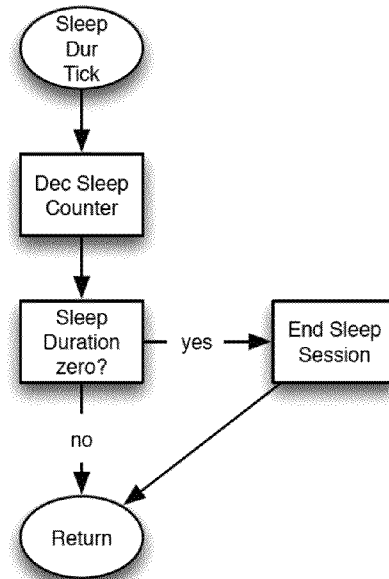 Sleep
Dur
Tick
Dec Sleep
Counter
Sleep
Duration
zero?
yes
End Sleep
Session
no
Return